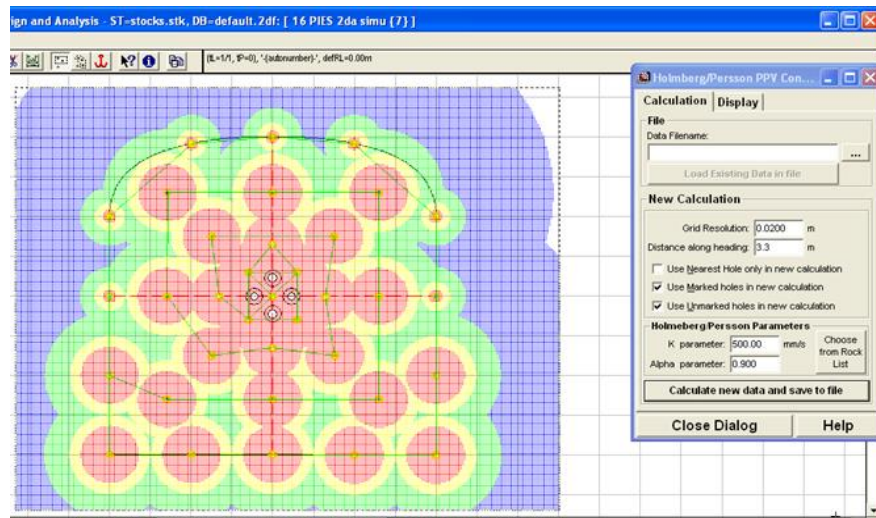 ign and Analysis - ST=stocks.stk, DB=default.2df: [ 16 PIES 2da simu {7} ]
(tL=1/1, tP=0), '-{autonumber}-', defRL=0.00m
Holmberg/Persson PPV Con...
Calculation Display
File
Data Filename:
...
Load Existing Data in file
New Calculation
Grid Resolution: 0.0200 m
Distance along heading: 3.3 m
Use Nearest Hole only in new calculation
Use Marked holes in new calculation
Use Unmarked holes in new calculation
Holmeberg/Persson Parameters
K parameter: 500.00 mm/s
Alpha parameter: 0.900
Choose from Rock List
Calculate new data and save to file
Close Dialog Help